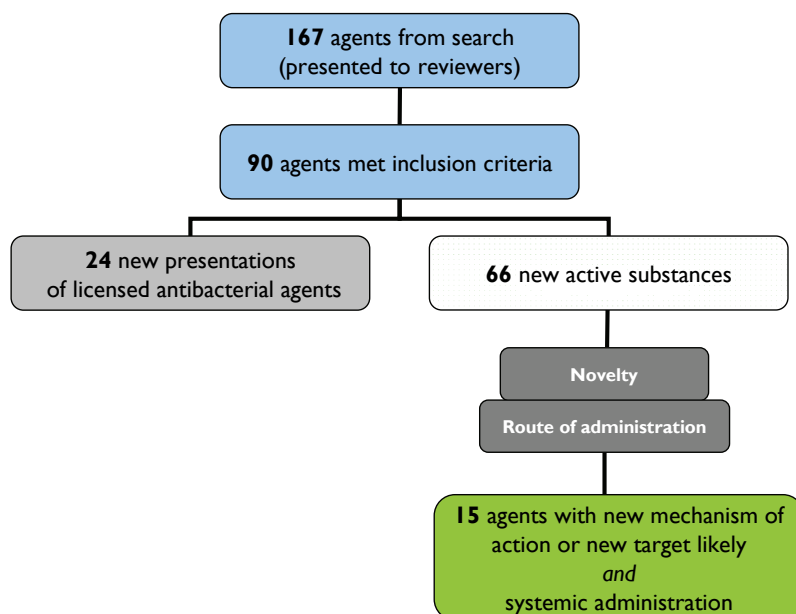 167 agents from search
(presented to reviewers)
90 agents met inclusion criteria
24 new presentations
of licensed antibacterial agents
66 new active substances
Novelty
Route of administration
15 agents with new mechanism of
action or new target likely
and
systemic administration